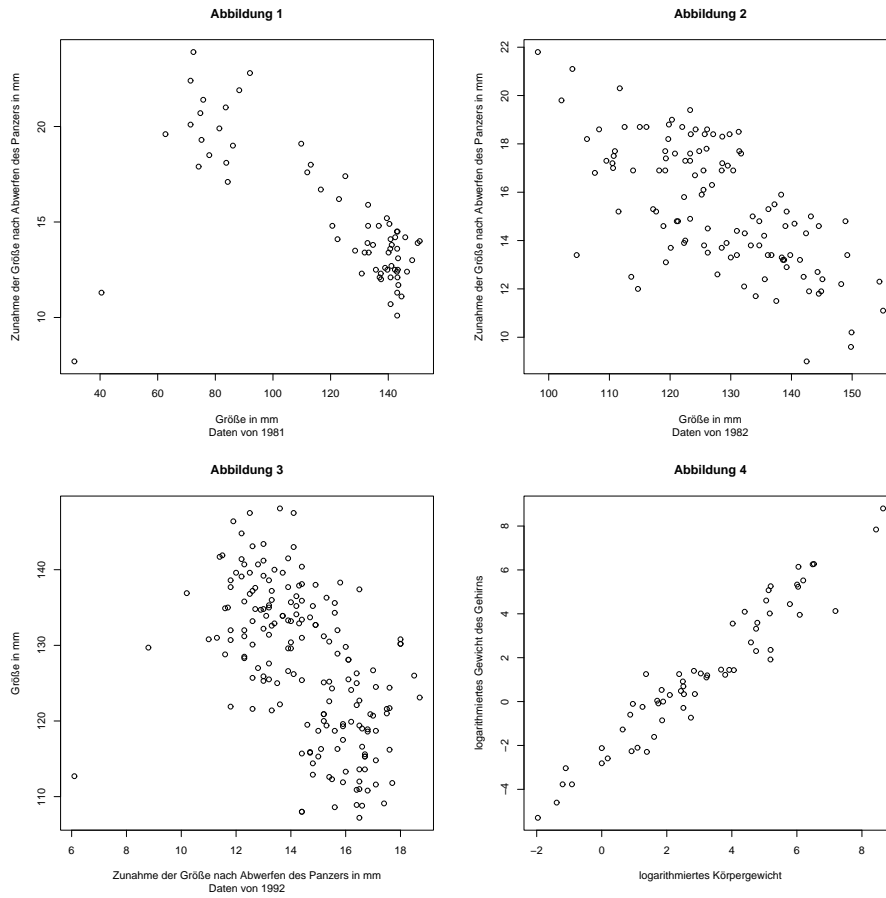 Abbildung 1
Zunahme der Größe nach Abwerfen des Panzers in mm
10 15 20
40 60 80 100 120 140
Größe in mm
Daten von 1981
Abbildung 2
Zunahme der Größe nach Abwerfen des Panzers in mm
10 12 14 16 18 20 22
100 110 120 130 140 150
Größe in mm
Daten von 1982
Abbildung 3
Größe in mm
110 120 130 140
6 8 10 12 14 16 18
Zunahme der Größe nach Abwerfen des Panzers in mm
Daten von 1992
Abbildung 4
logarithmiertes Gewicht des Gehirns
−4 −2 0 2 4 6 8
−2 0 2 4 6 8
logarithmiertes Körpergewicht